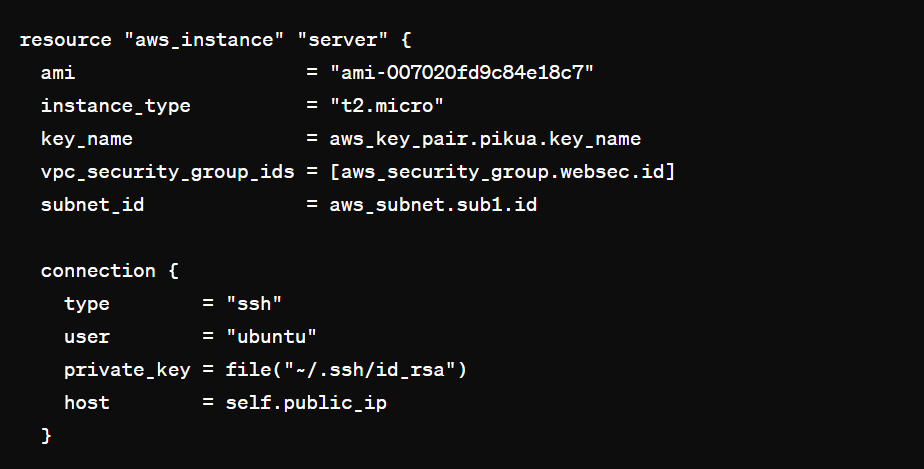 resource "aws_instance" "server" {
  ami                    = "ami-007020fd9c84e18c7"
  instance_type          = "t2.micro"
  key_name               = aws_key_pair.pikua.key_name
  vpc_security_group_ids = [aws_security_group.websec.id]
  subnet_id              = aws_subnet.sub1.id

  connection {
    type        = "ssh"
    user        = "ubuntu"
    private_key = file("~/.ssh/id_rsa")
    host        = self.public_ip
  }